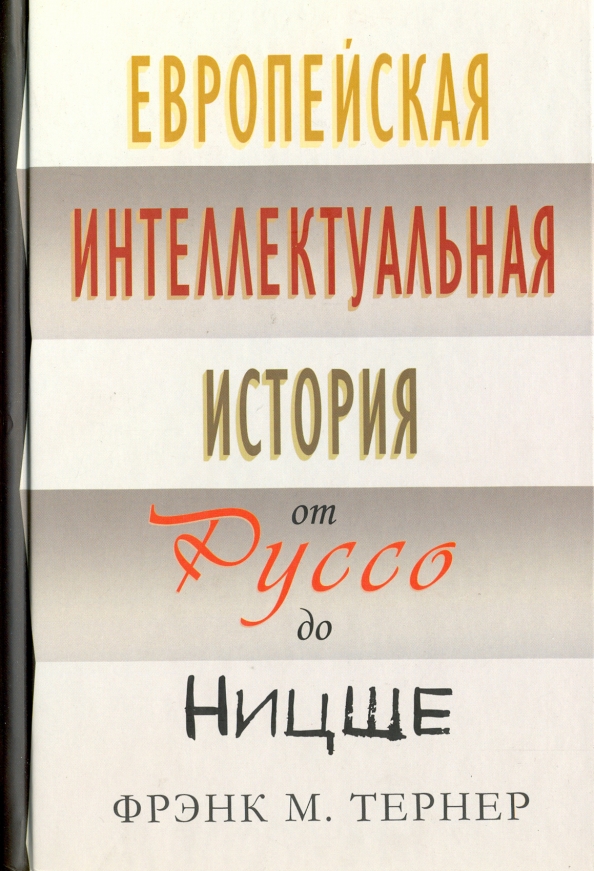 ЕВРОПЕЙСКАЯ
ИНТЕЛЛЕКТУАЛЬНАЯ
ИСТОРИЯ
от
Руссо
до
Ницше
ФРЭНК М. ТЕРНЕР